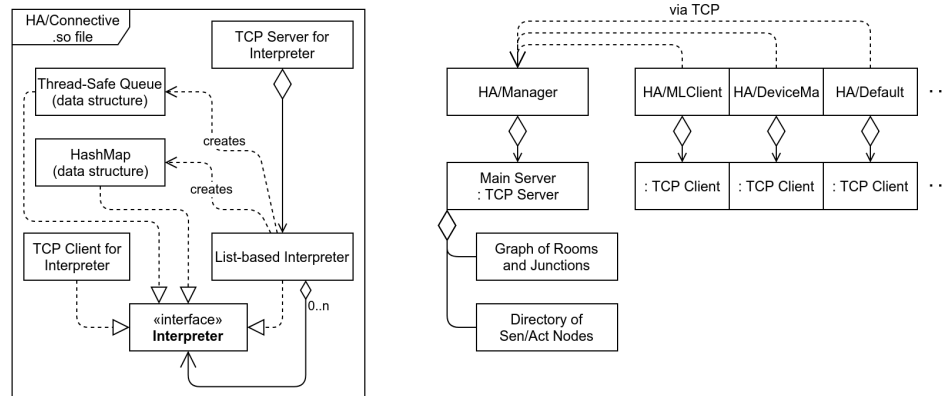 HA/Connective
.so file
TCP Server for
Interpreter
Thread-Safe Queue
(data structure)
creates
HashMap
(data structure)
creates
TCP Client for
Interpreter
List-based Interpreter
0..n
«interface»
Interpreter
via TCP
HA/Manager
HA/MLClient
HA/DeviceMa
HA/Default
. .
Main Server
: TCP Server
: TCP Client
: TCP Client
: TCP Client
. .
Graph of Rooms
and Junctions
Directory of
Sen/Act Nodes